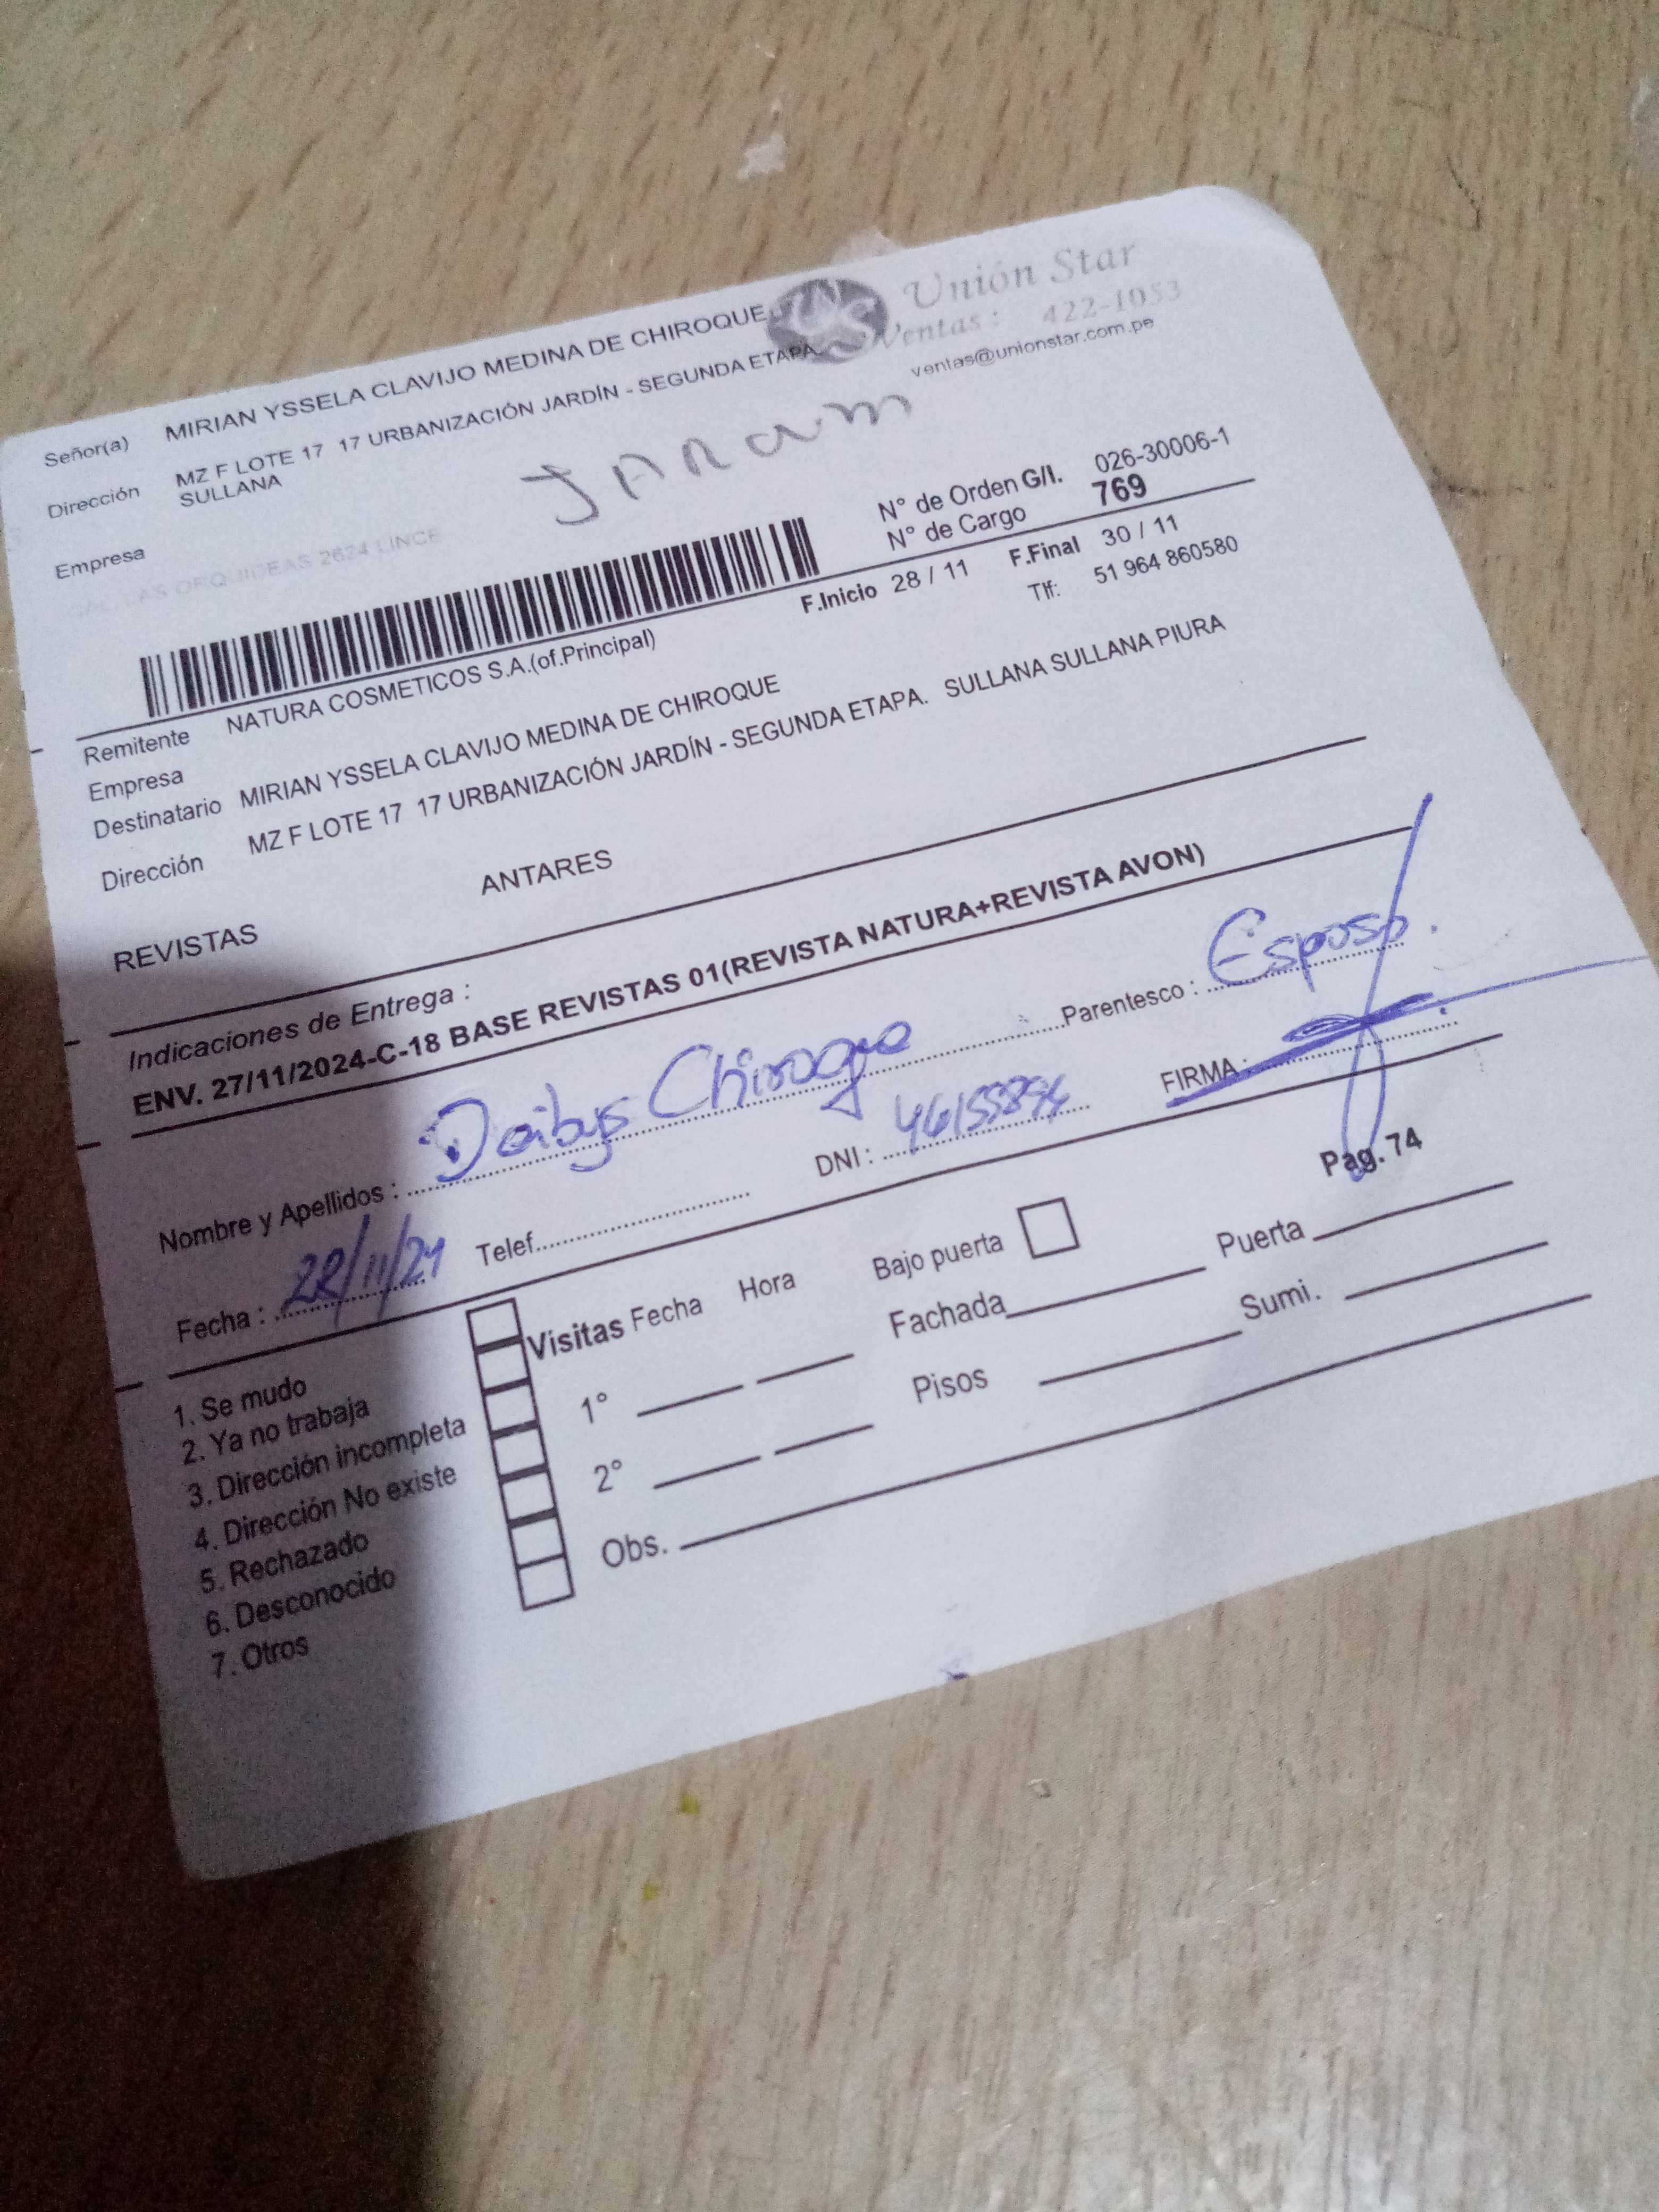 Unión Star
Ventas: 422-1053
ventas@unionstar.com.pe
Señor(a) MIRIAN YSSELA CLAVIJO MEDINA DE CHIROQUE
Dirección MZ F LOTE 17 17 URBANIZACIÓN JARDÍN - SEGUNDA ETAPA.
SULLANA
Empresa
ORQUIDEAS 2624 LINCE
N° de Orden G/I. 026-30006-1
N° de Cargo 769
F.Inicio 28 / 11 F.Final 30 / 11
Tlf: 51 964 860580
Remitente NATURA COSMETICOS S.A.(of.Principal)
Empresa
Destinatario MIRIAN YSSELA CLAVIJO MEDINA DE CHIROQUE
Dirección MZ F LOTE 17 17 URBANIZACIÓN JARDÍN - SEGUNDA ETAPA. SULLANA SULLANA PIURA
REVISTAS ANTARES
Indicaciones de Entrega :
ENV. 27/11/2024-C-18 BASE REVISTAS 01(REVISTA NATURA+REVISTA AVON)
Nombre y Apellidos : Deibys Chiroque Parentesco : Esposo.
Fecha : Telef. DNI : FIRMA :
Pag. 74
1. Se mudo
2. Ya no trabaja
3. Dirección incompleta
4. Dirección No existe
5. Rechazado
6. Desconocido
7. Otros
Visitas Fecha Hora
1°
2°
Obs.
Bajo puerta
Fachada Puerta
Pisos Sumi.